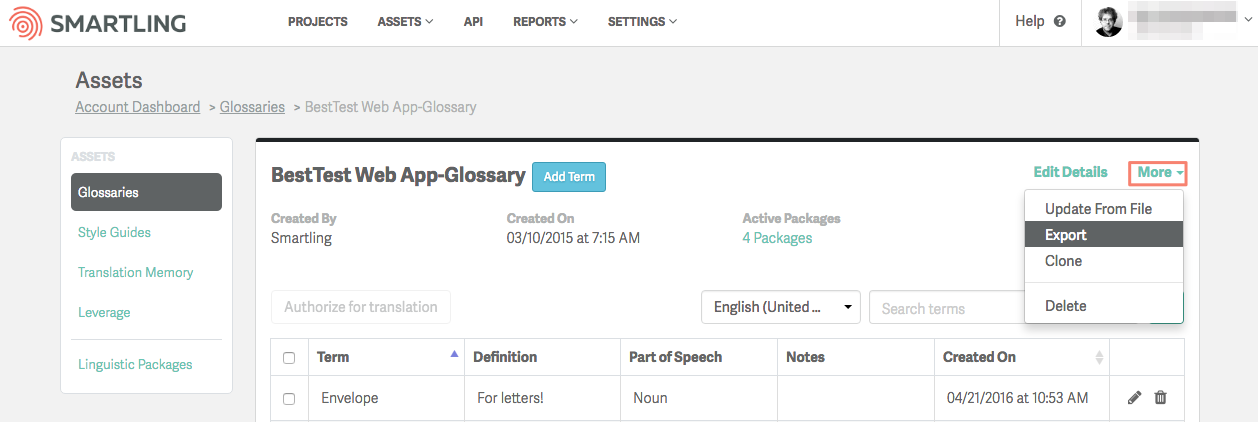 SMARTLING PROJECTS ASSETS API REPORTS SETTINGS Help ?
Assets
Account Dashboard > Glossaries > BestTest Web App-Glossary
ASSETS
Glossaries
Style Guides
Translation Memory
Leverage
Linguistic Packages
BestTest Web App-Glossary Add Term Edit Details More
Update From File
Export
Clone
Delete
Created By Created On Active Packages
Smartling 03/10/2015 at 7:15 AM 4 Packages
Authorize for translation English (United ... Search terms
Term Definition Part of Speech Notes Created On
Envelope For letters! Noun 04/21/2016 at 10:53 AM